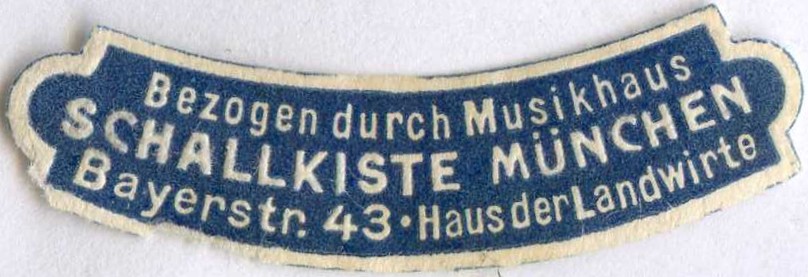 Bezogen durch Musikhaus
SCHALLKISTE MÜNCHEN
Bayerstr. 43 · Haus der Landwirte